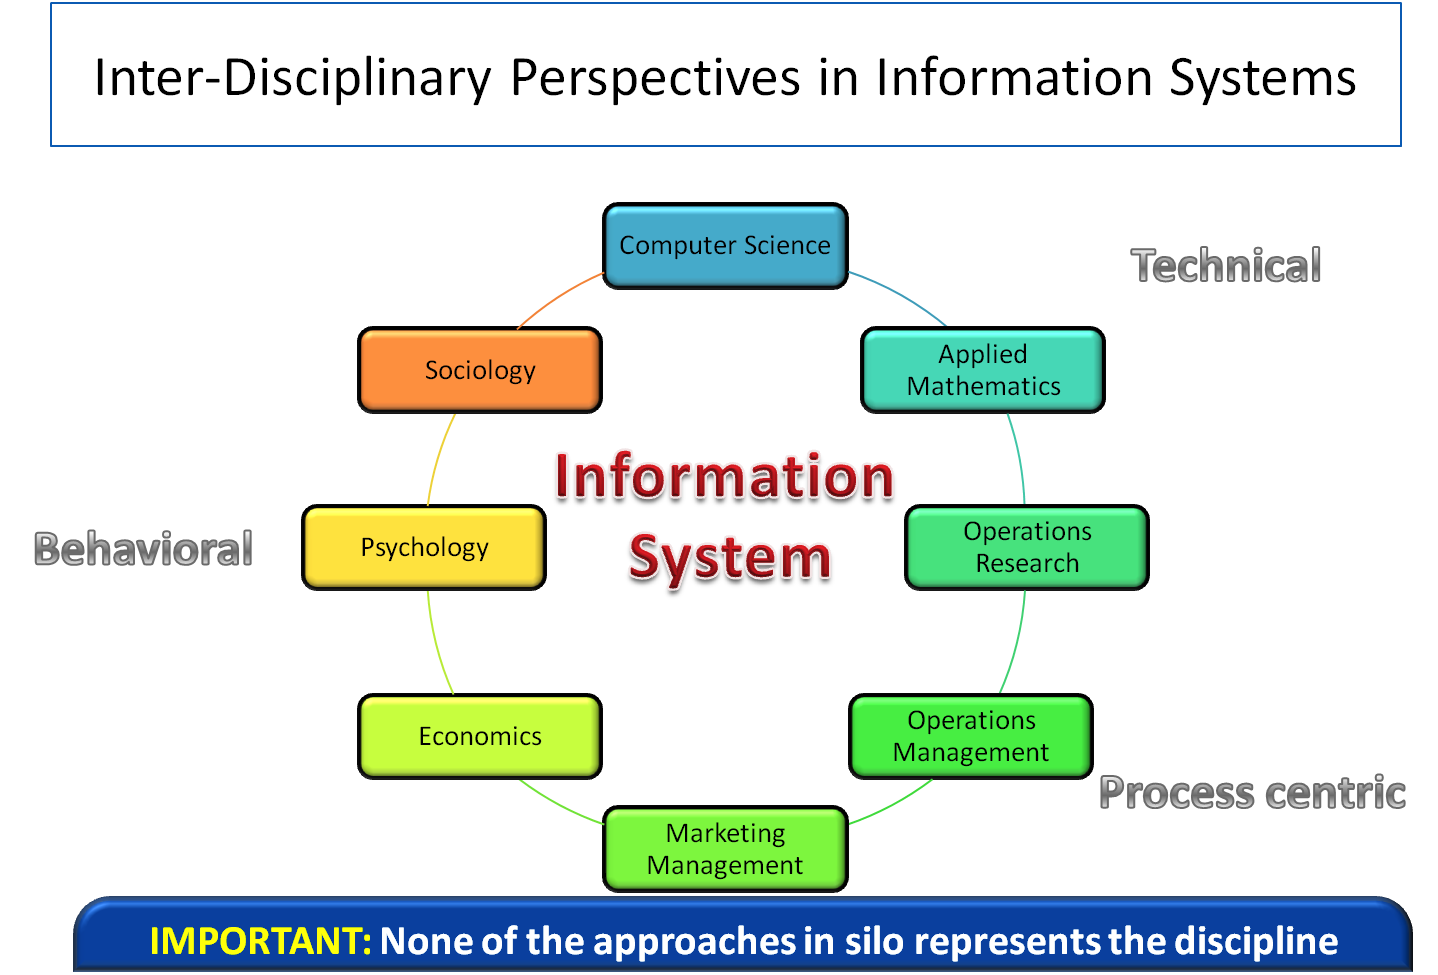 Inter-Disciplinary Perspectives in Information Systems
Computer Science
Technical
Sociology
Applied
Mathematics
Information
System
Behavioral
Psychology
Operations
Research
Economics
Operations
Management
Process centric
Marketing
Management
IMPORTANT: None of the approaches in silo represents the discipline